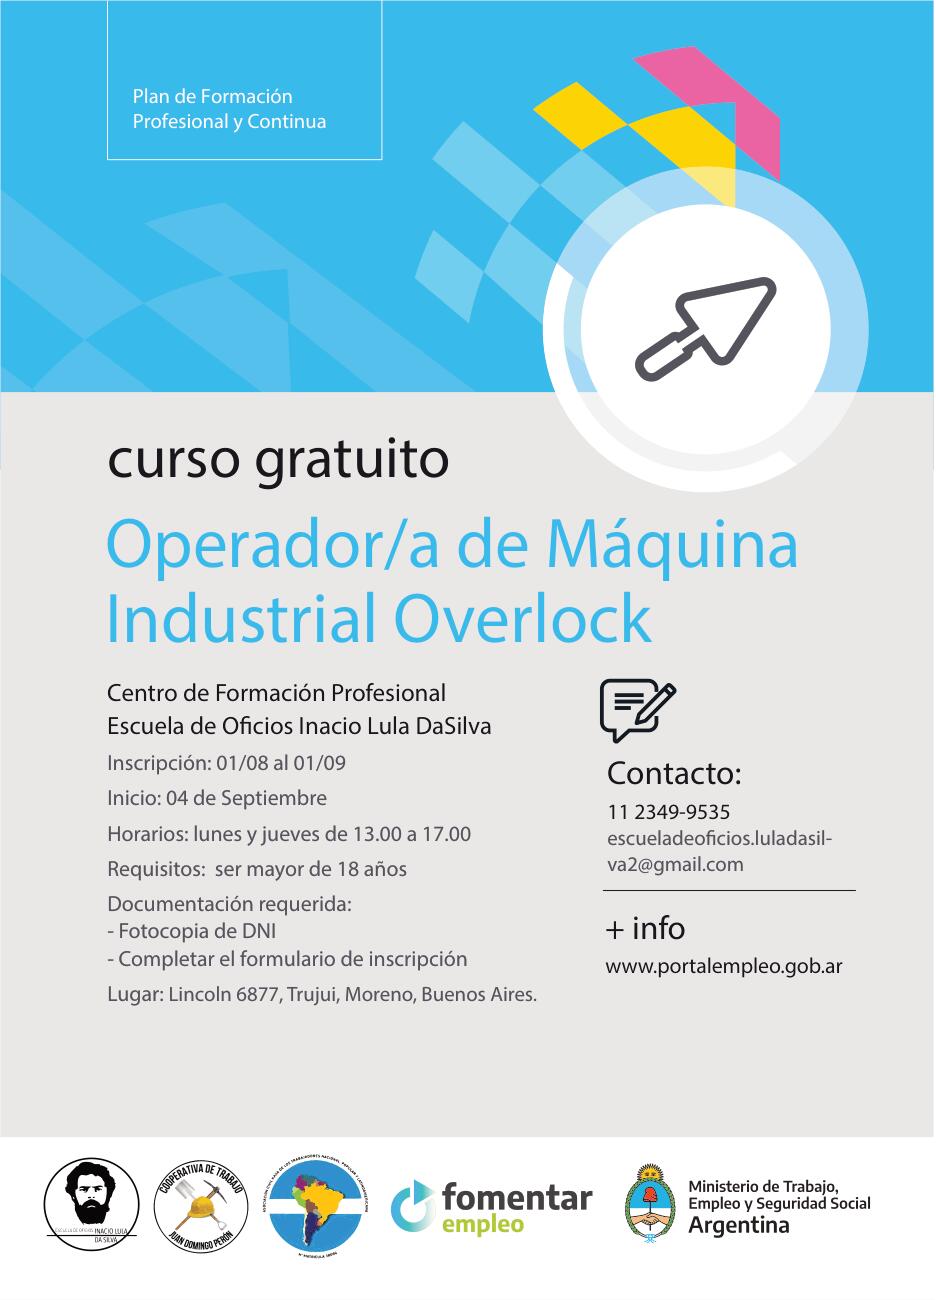 Plan de Formación
Profesional y Continua
curso gratuito
Operador/a de Máquina
Industrial Overlock
Centro de Formación Profesional
Escuela de Oficios Inacio Lula DaSilva
Inscripción: 01/08 al 01/09
Inicio: 04 de Septiembre
Horarios: lunes y jueves de 13.00 a 17.00
Requisitos:  ser mayor de 18 años
Documentación requerida:
- Fotocopia de DNI
- Completar el formulario de inscripción
Lugar: Lincoln 6877, Trujui, Moreno, Buenos Aires.
Contacto:
11 2349-9535
escueladeoficios.luladasil-
va2@gmail.com
+ info
www.portalempleo.gob.ar
ESCUELA DE OFICIOS INACIO LULA
DA SILVA
COOPERATIVA DE TRABAJO
JUAN DOMINGO PERÓN
fomentar
empleo
Ministerio de Trabajo,
Empleo y Seguridad Social
Argentina